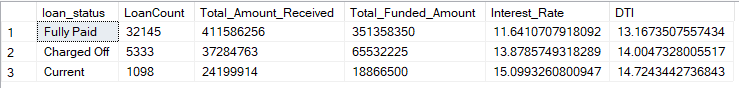 loan_status LoanCount Total_Amount_Received Total_Funded_Amount Interest_Rate DTI
1 Fully Paid 32145 411586256 351358350 11.6410707918092 13.1673507557434
2 Charged Off 5333 37284763 65532225 13.8785749318289 14.0047328005517
3 Current 1098 24199914 18866500 15.0993260800947 14.7243442736843